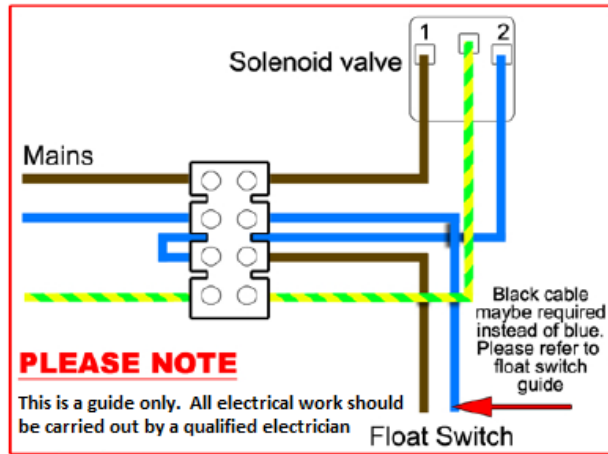 1
2
Solenoid valve
Mains
Black cable
maybe required
instead of blue.
Please refer to
float switch
guide
PLEASE NOTE
This is a guide only. All electrical work should
be carried out by a qualified electrician
Float Switch